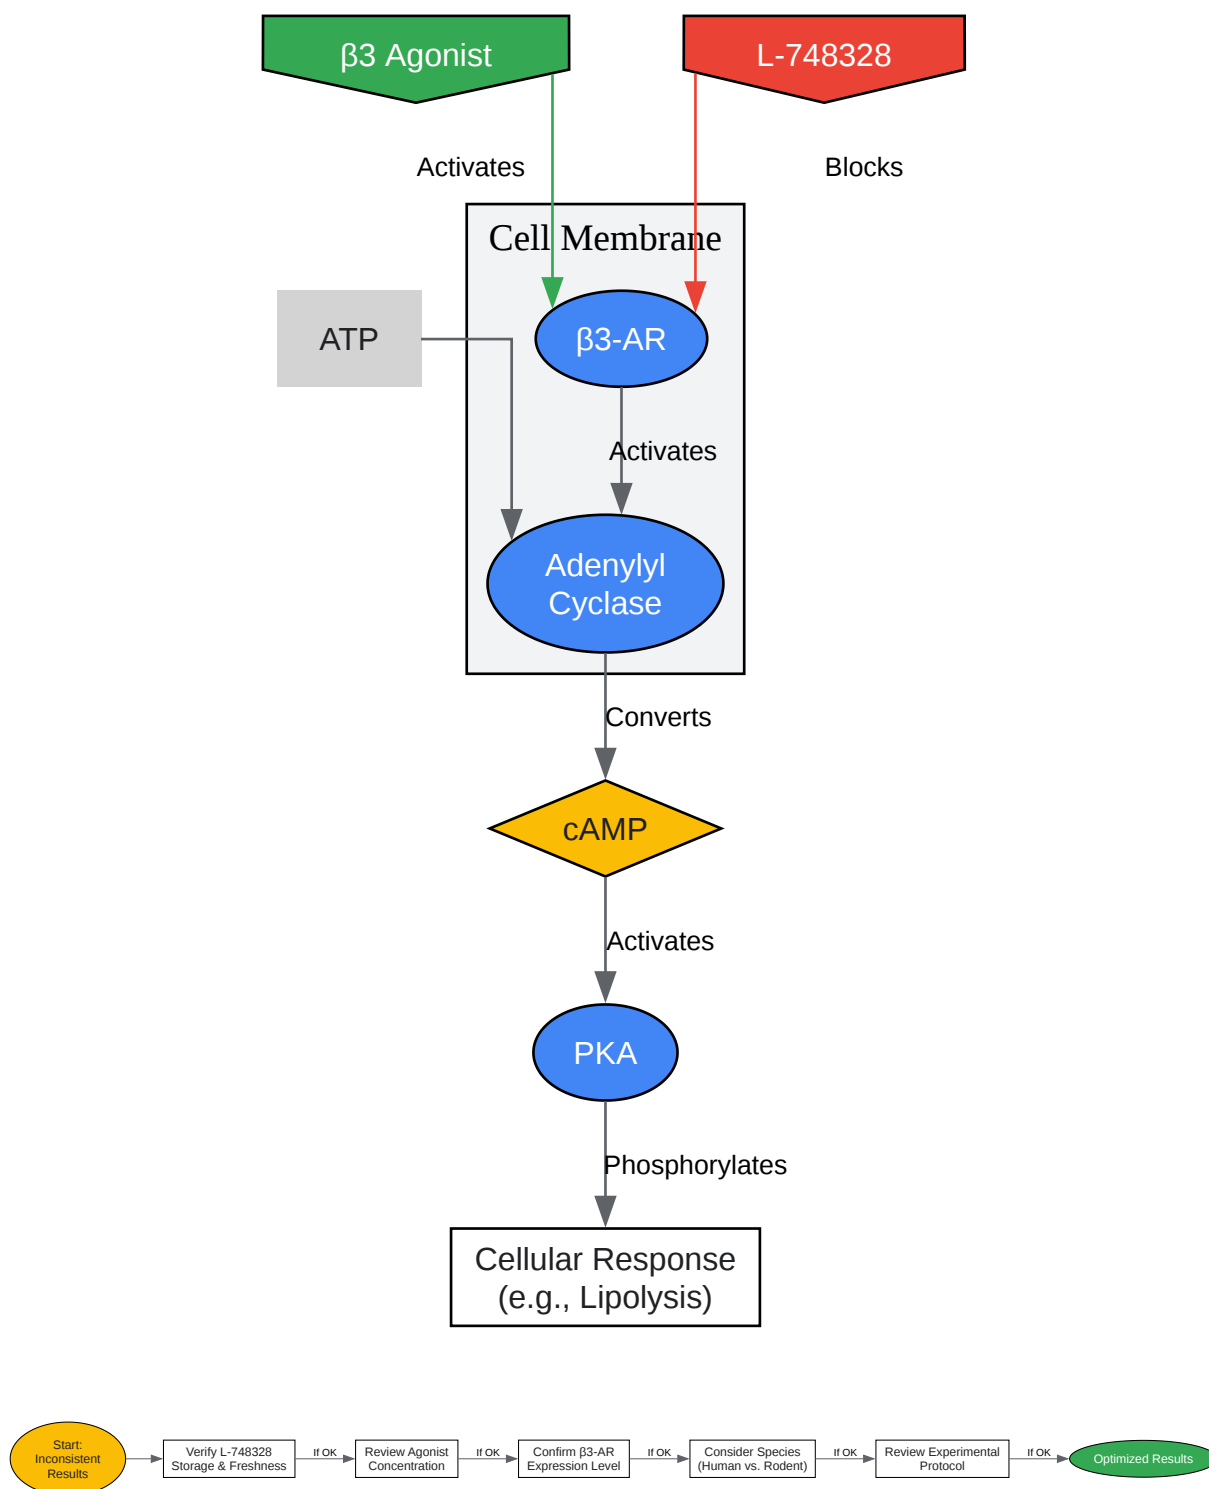 β3 Agonist
L-748328
Activates
Blocks
Cell Membrane
ATP
β3-AR
Activates
Adenylyl
Cyclase
Converts
cAMP
Activates
PKA
Phosphorylates
Cellular Response
(e.g., Lipolysis)
Start:
Inconsistent
Results
Verify L-748328
Storage & Freshness
If OK
Review Agonist
Concentration
If OK
Confirm β3-AR
Expression Level
If OK
Consider Species
(Human vs. Rodent)
If OK
Review Experimental
Protocol
If OK
Optimized Results